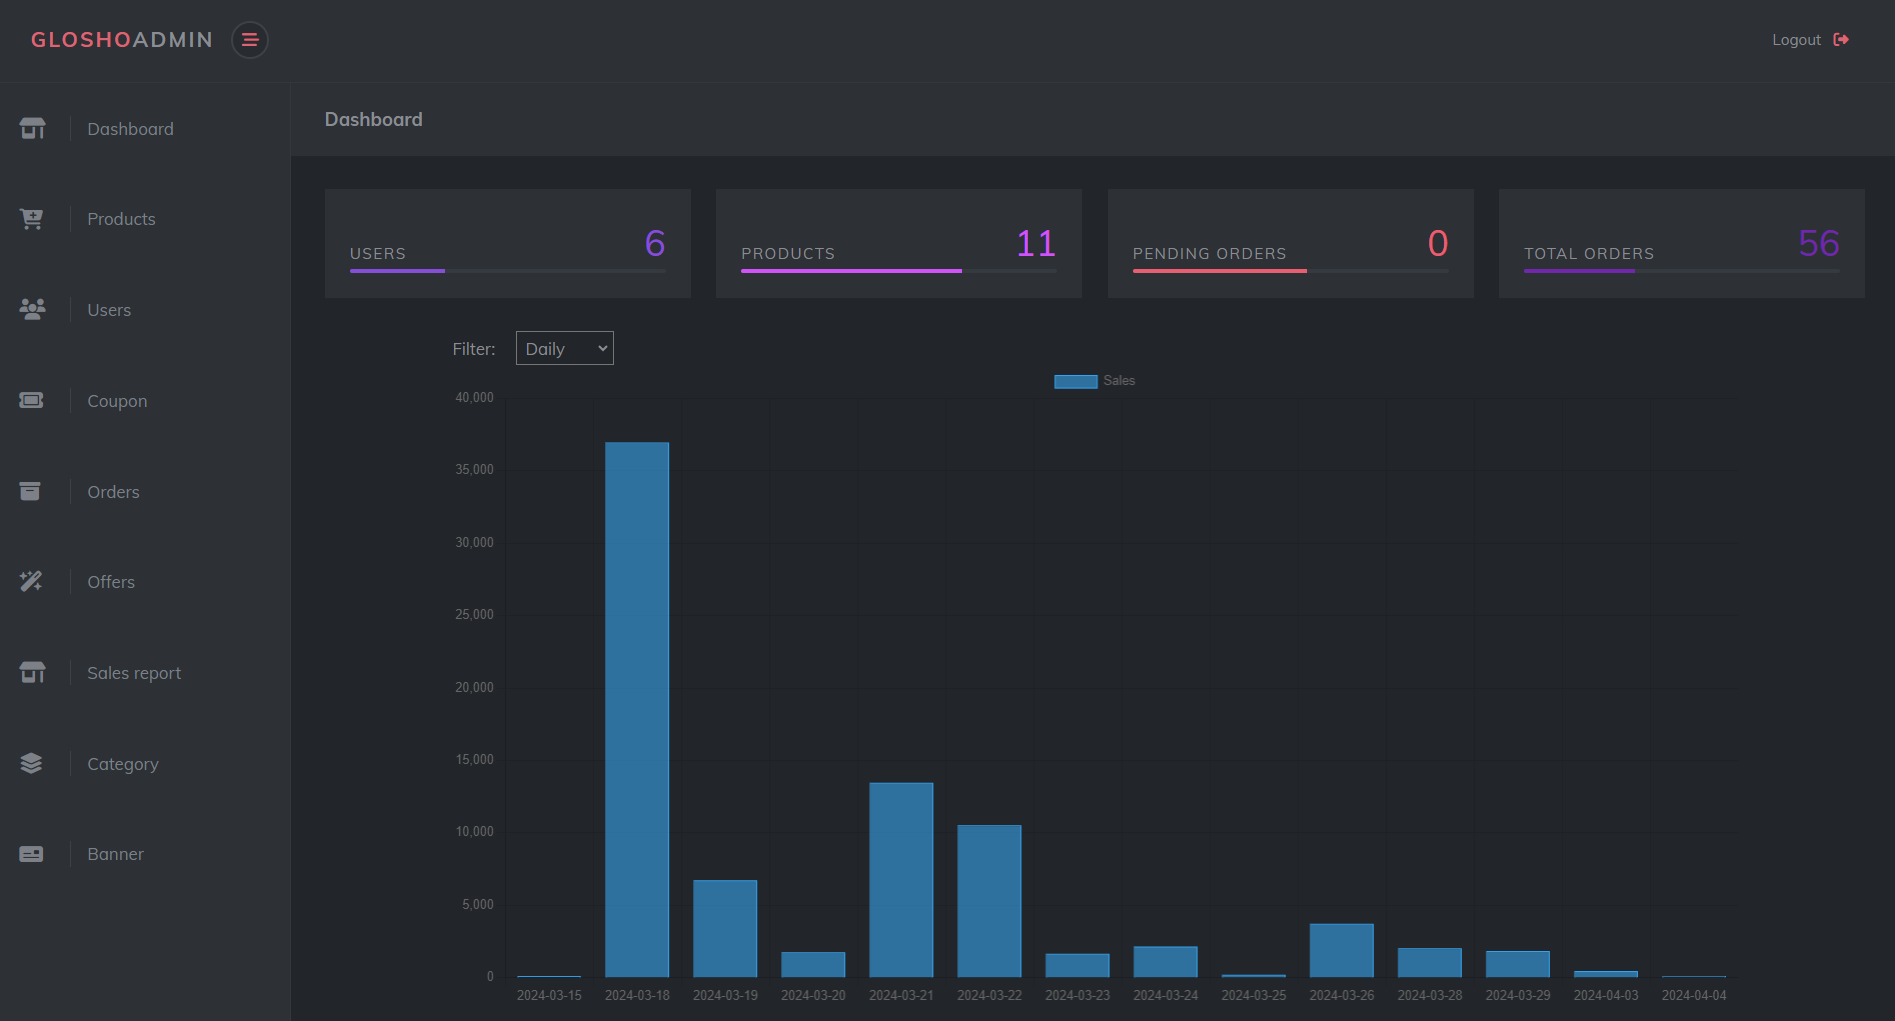 GLOSHOADMIN
Logout
Dashboard
Products
Users
Coupon
Orders
Offers
Sales report
Category
Banner
Dashboard
USERS 6
PRODUCTS 11
PENDING ORDERS 0
TOTAL ORDERS 56
Filter: Daily
Sales
40,000
35,000
30,000
25,000
20,000
15,000
10,000
5,000
0
2024-03-15 2024-03-18 2024-03-19 2024-03-20 2024-03-21 2024-03-22 2024-03-23 2024-03-24 2024-03-25 2024-03-26 2024-03-28 2024-03-29 2024-04-03 2024-04-04